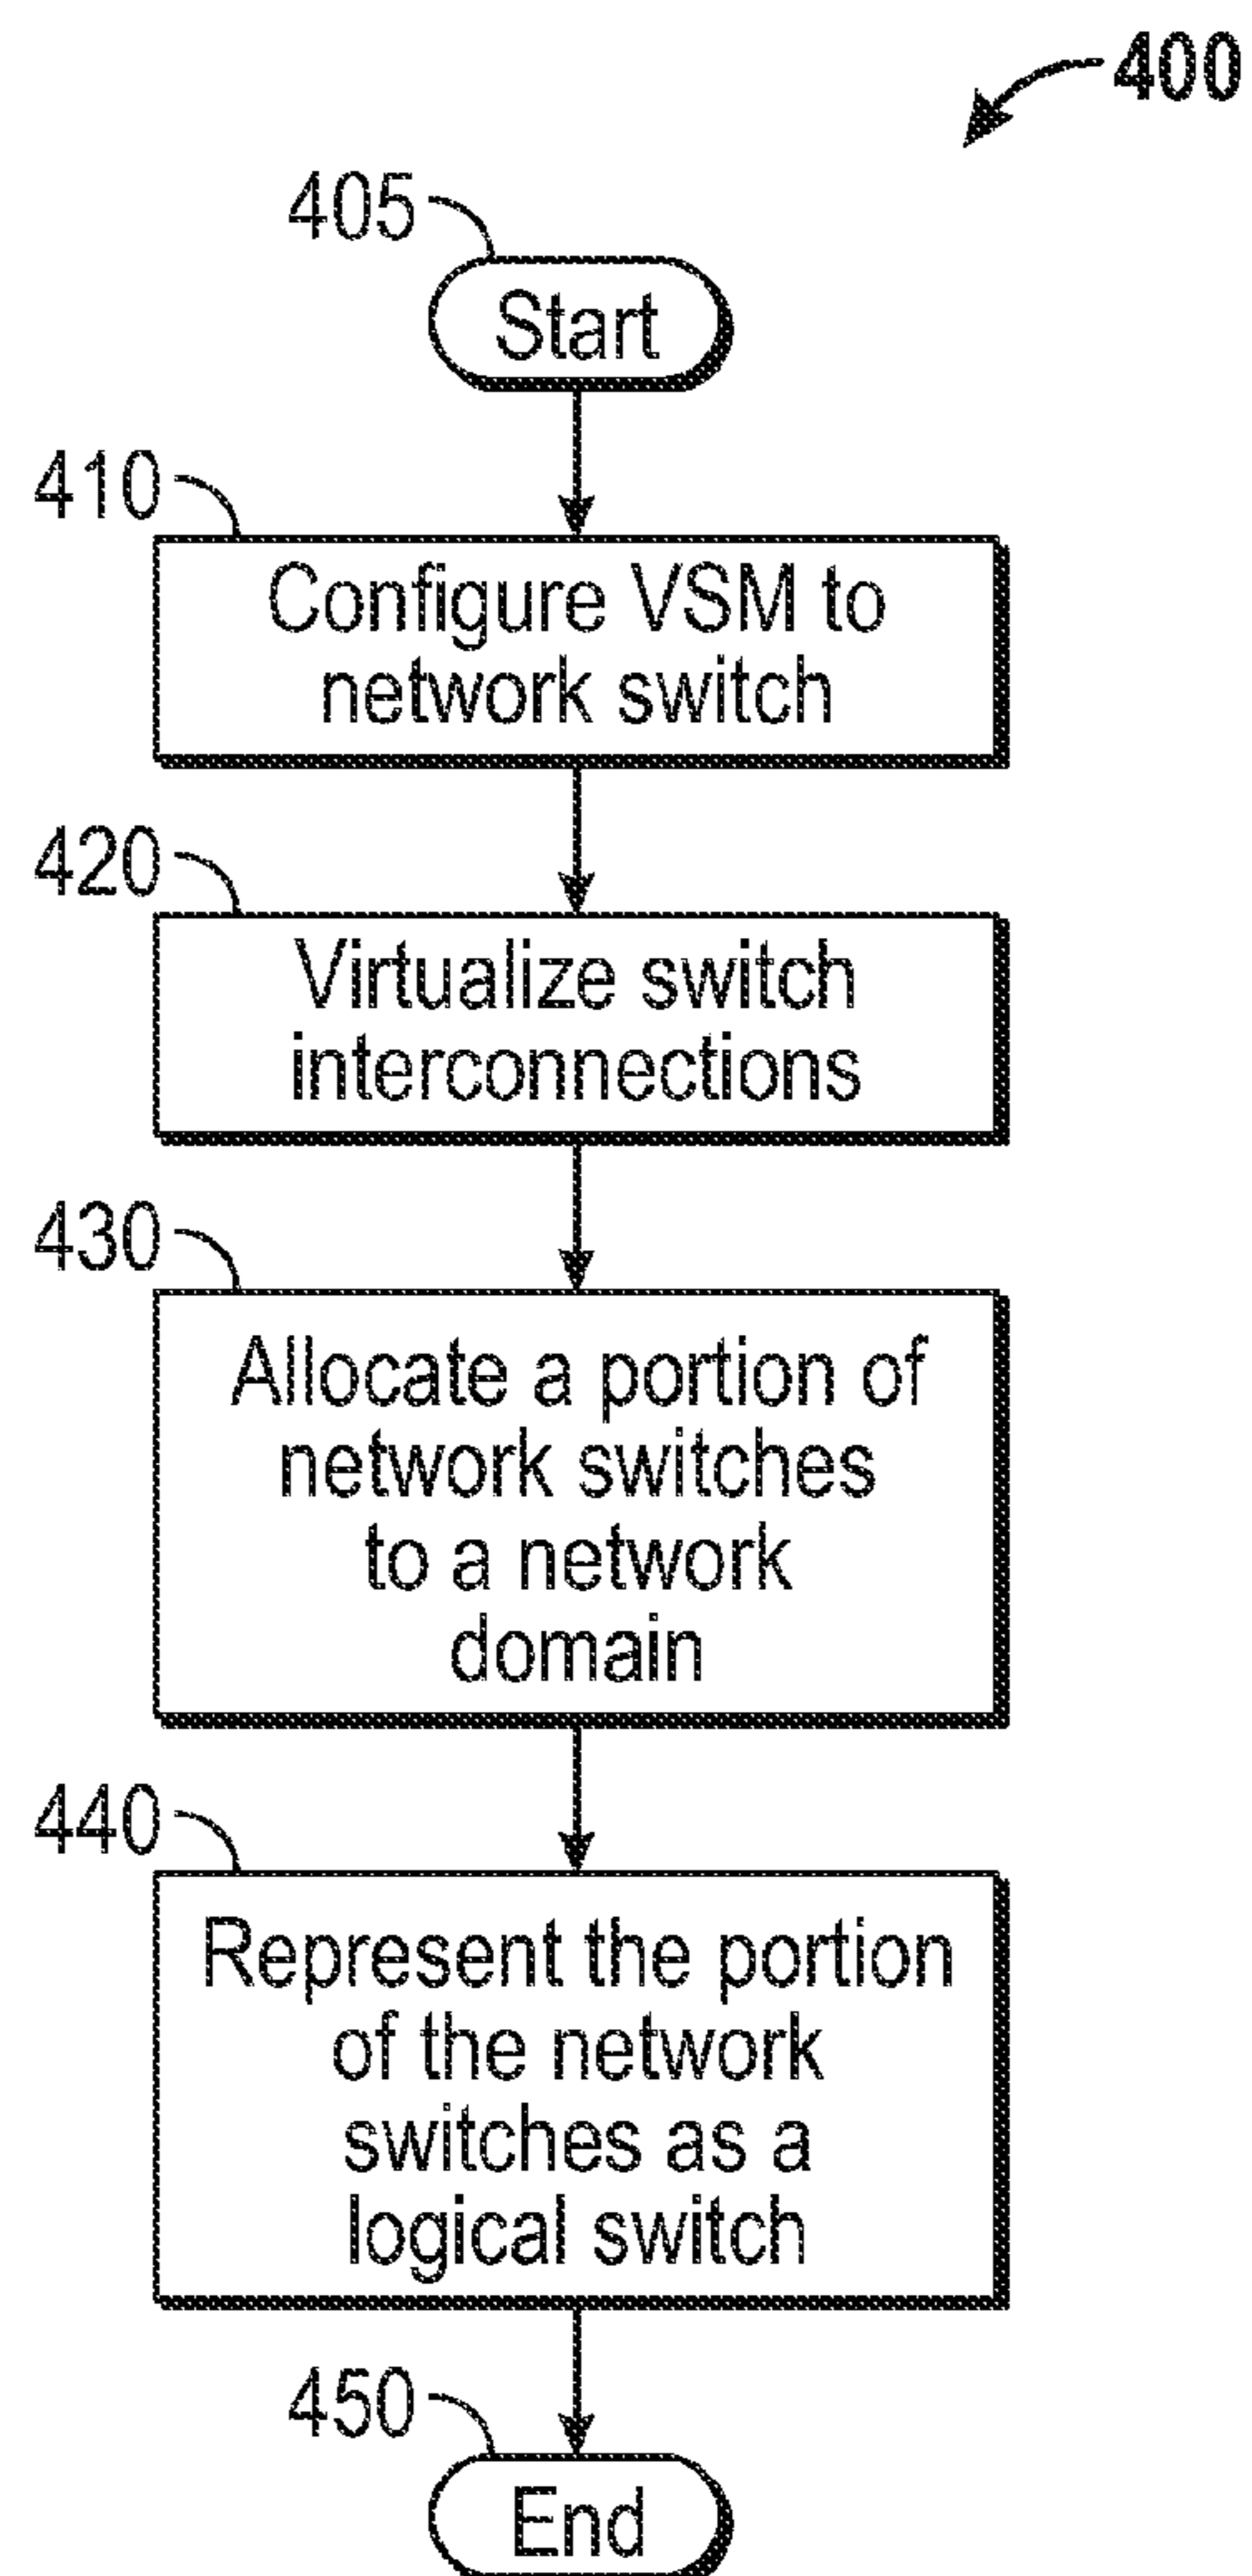 400
405
Start
410
Configure VSM to
network switch
420
Virtualize switch
interconnections
430
Allocate a portion of
network switches
to a network
domain
440
Represent the portion
of the network
switches as a
logical switch
450
End